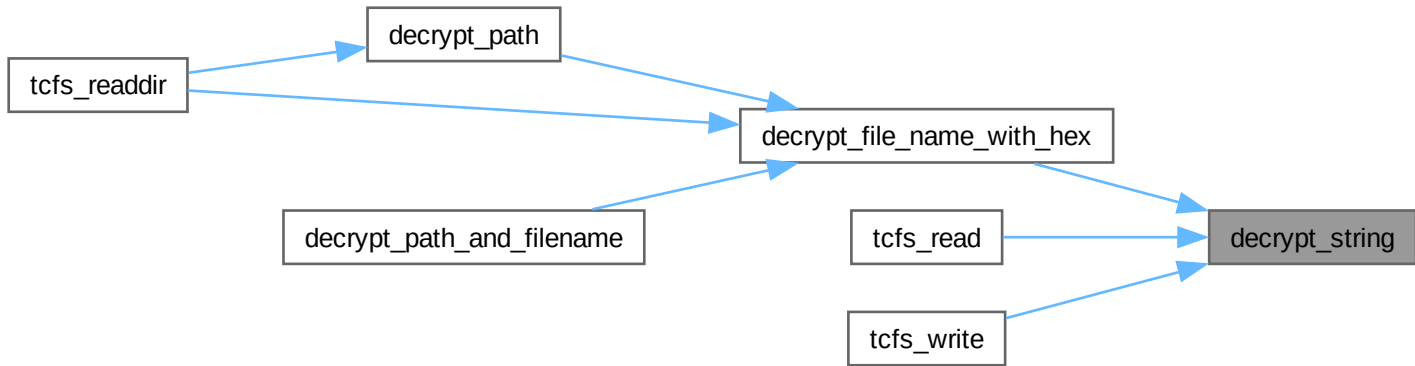 decrypt_path
tcfs_readdir
decrypt_file_name_with_hex
decrypt_path_and_filename
tcfs_read
decrypt_string
tcfs_write